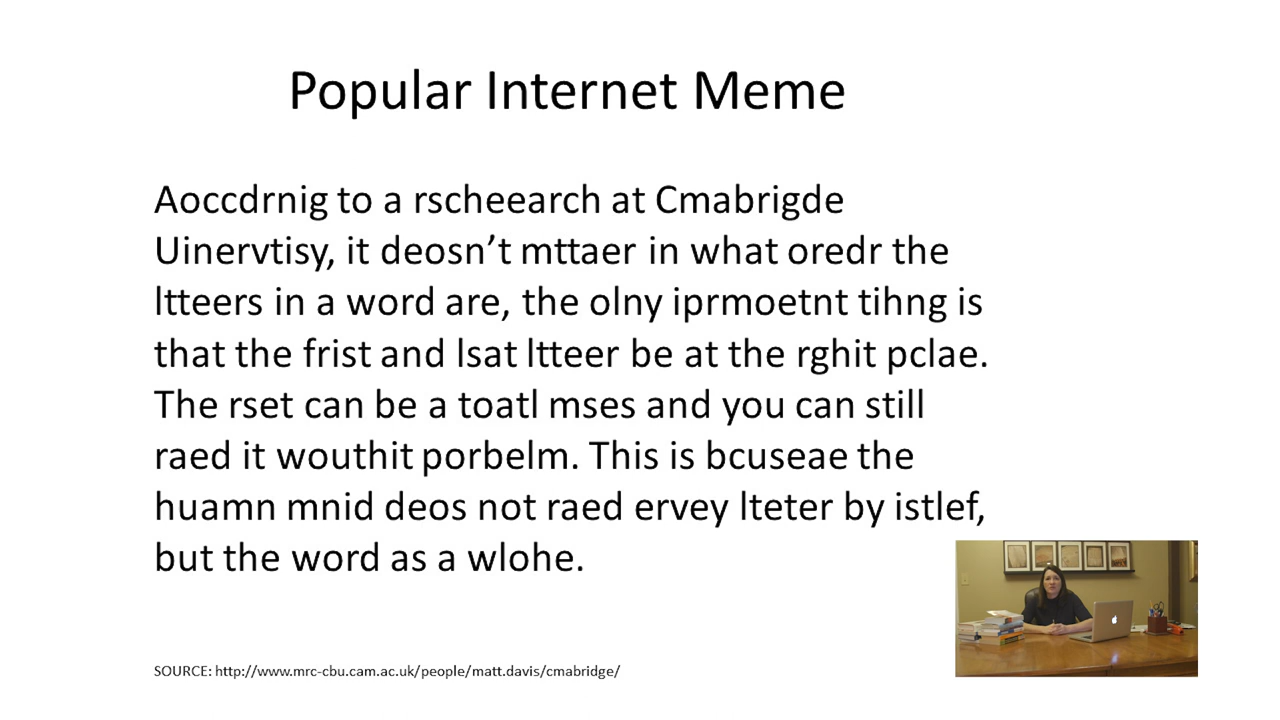 Popular Internet Meme
Aoccdrnig to a rscheearch at Cmabrigde
Uinervtisy, it deosn’t mttaer in what oredr the
ltteers in a word are, the olny iprmoetnt tihng is
that the frist and lsat ltteer be at the rghit pclae.
The rset can be a toatl mses and you can still
raed it wouthit porbelm. This is bcuseae the
huamn mnid deos not raed ervey lteter by istlef,
but the word as a wlohe.
SOURCE: http://www.mrc-cbu.cam.ac.uk/people/matt.davis/cmabridge/